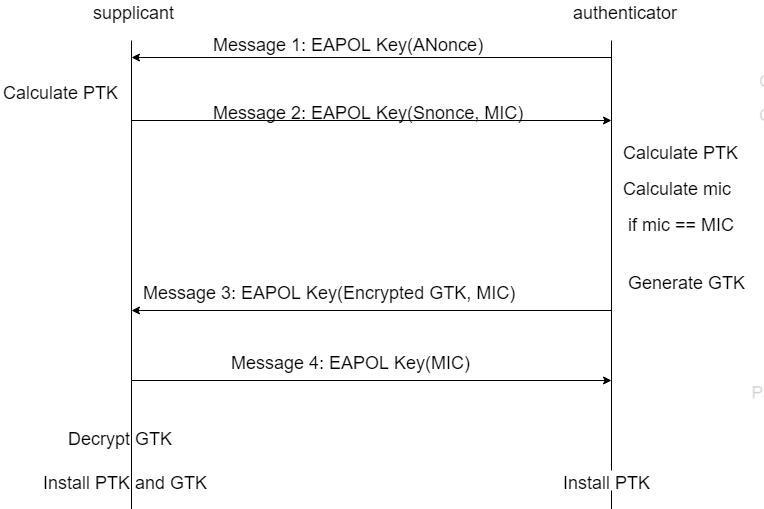 supplicant
authenticator
Message 1: EAPOL Key(ANonce)
Calculate PTK
Message 2: EAPOL Key(Snonce, MIC)
Calculate PTK
Calculate mic
if mic == MIC
Generate GTK
Message 3: EAPOL Key(Encrypted GTK, MIC)
Message 4: EAPOL Key(MIC)
P
Decrypt GTK
Install PTK and GTK
Install PTK